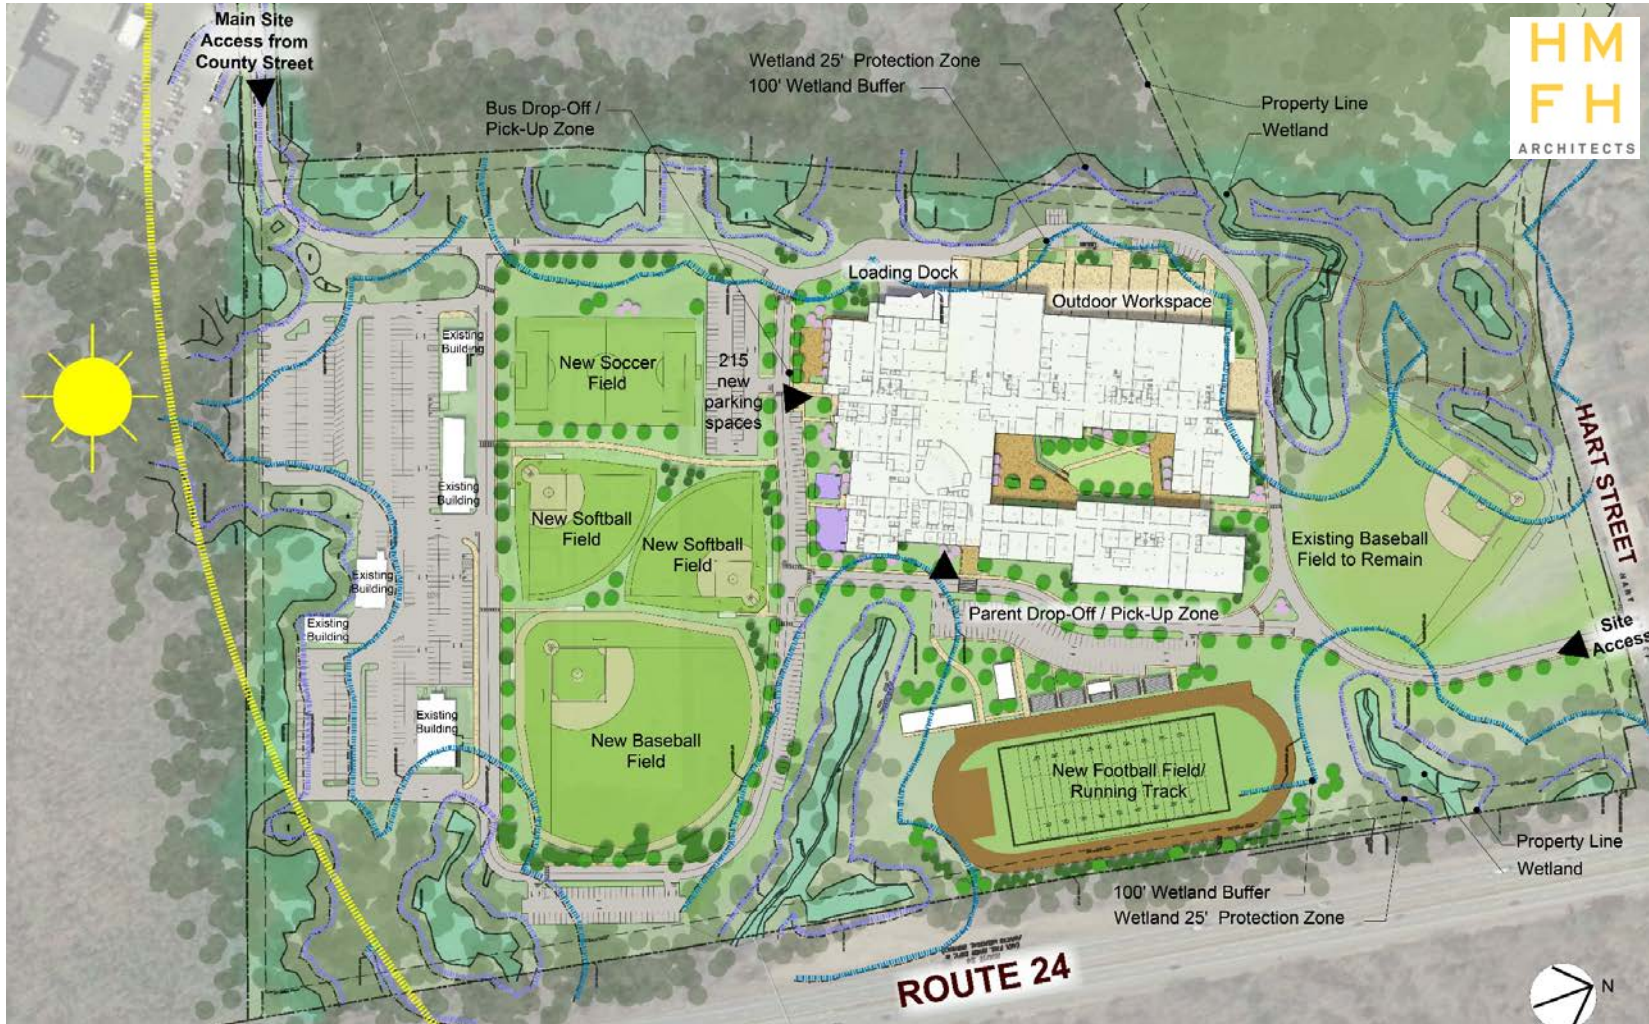 Main Site
Access from
County Street
Wetland 25' Protection Zone
100' Wetland Buffer
Bus Drop-Off /
Pick-Up Zone
Property Line
Wetland
H M
F H
ARCHITECTS
Loading Dock
Outdoor Workspace
Existing
Building
New Soccer
Field
215
new
parking
spaces
HART STREET
Existing
Building
New Softball
Field
New Softball
Field
Existing Baseball
Field to Remain
Existing
Building
HART
Existing
Building
Parent Drop-Off / Pick-Up Zone
Site
Access
Existing
Building
New Baseball
Field
New Football Field/
Running Track
Property Line
Wetland
100' Wetland Buffer
Wetland 25' Protection Zone
ROUTE 24
N